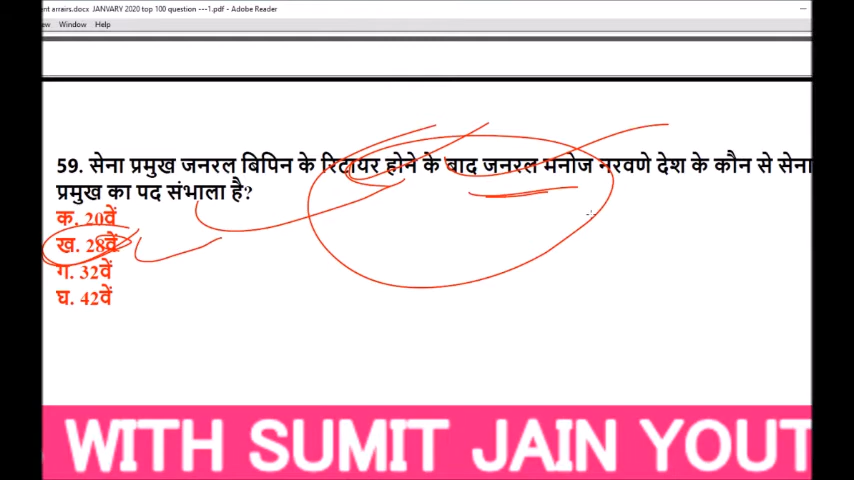 ent arrairs.docx JANVARY 2020 top 100 question ---1.pdf - Adobe Reader
ew Window Help
59. सेना प्रमुख जनरल बिपिन के रिटायर होने के बाद जनरल मनोज नरवणे देश के कौन से सेना
प्रमुख का पद संभाला है?
क. 20वें
ख. 28वें
ग. 32वें
घ. 42वें
WITH SUMIT JAIN YOUT